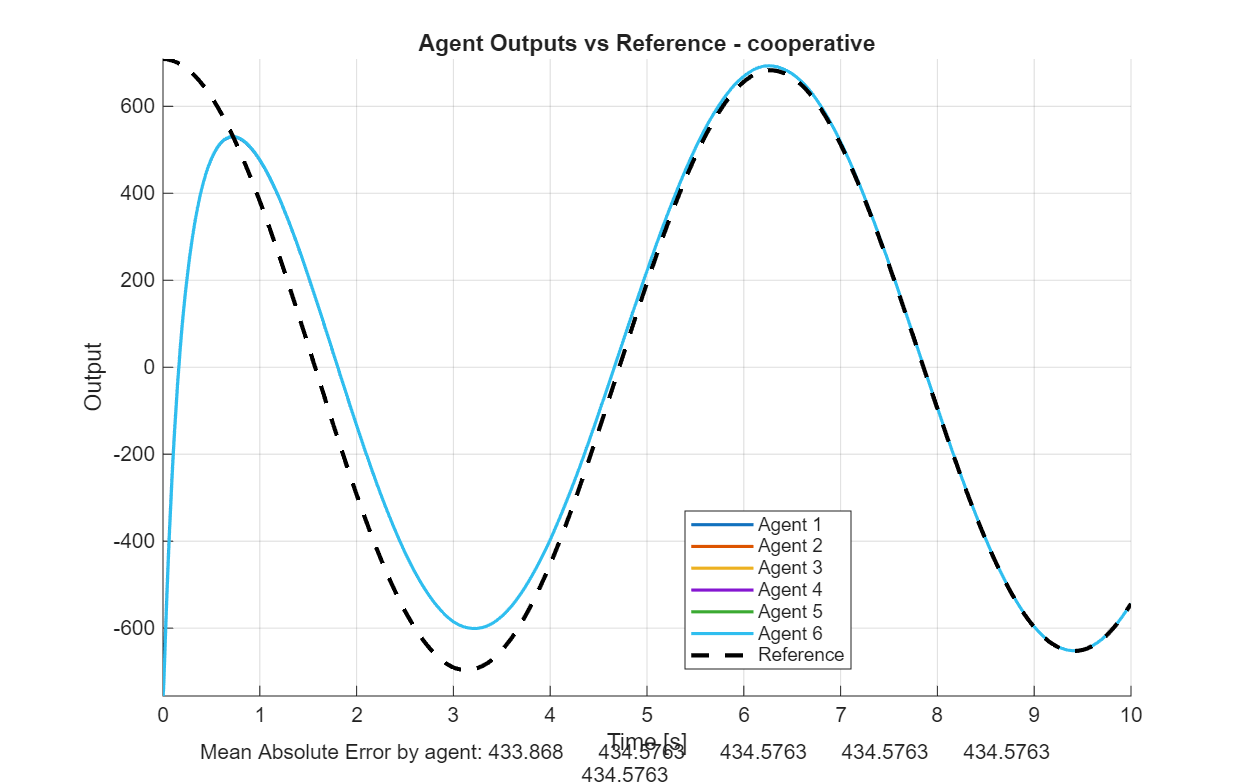 Agent Outputs vs Reference - cooperative
600
400
200
0
-200
-400
-600
Output
Agent 1
Agent 2
Agent 3
Agent 4
Agent 5
Agent 6
Reference
0 1 2 3 4 5 6 7 8 9 10
Time [s]
Mean Absolute Error by agent: 433.868 434.5763 434.5763 434.5763 434.5763
434.5763